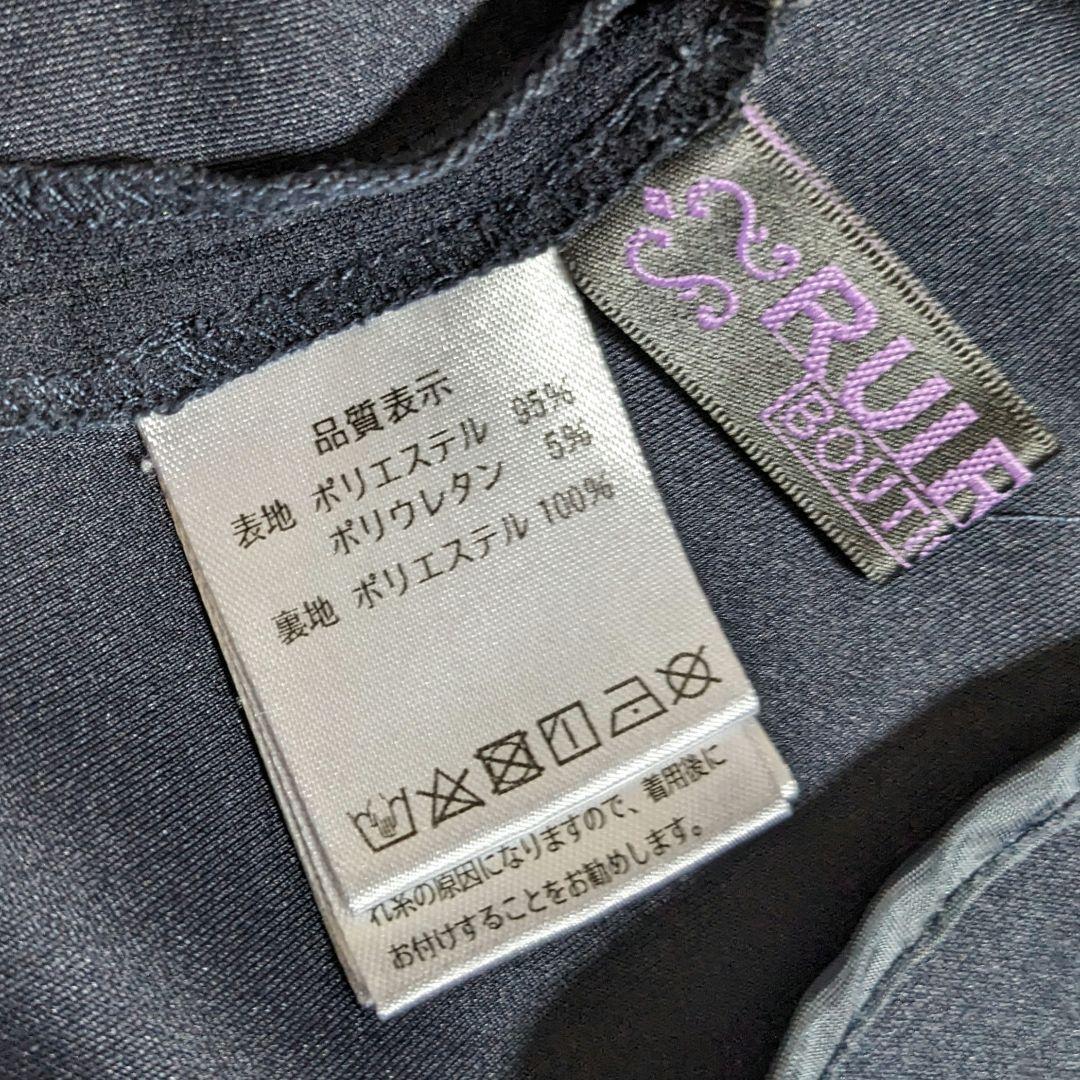 品質表示
表地 ポリエステル 95%
ポリウレタン 5%
裏地 ポリエステル 100%
れ糸の原因になりますので、着用後に
お付けすることをお勧めします。
RUIR
BOUT